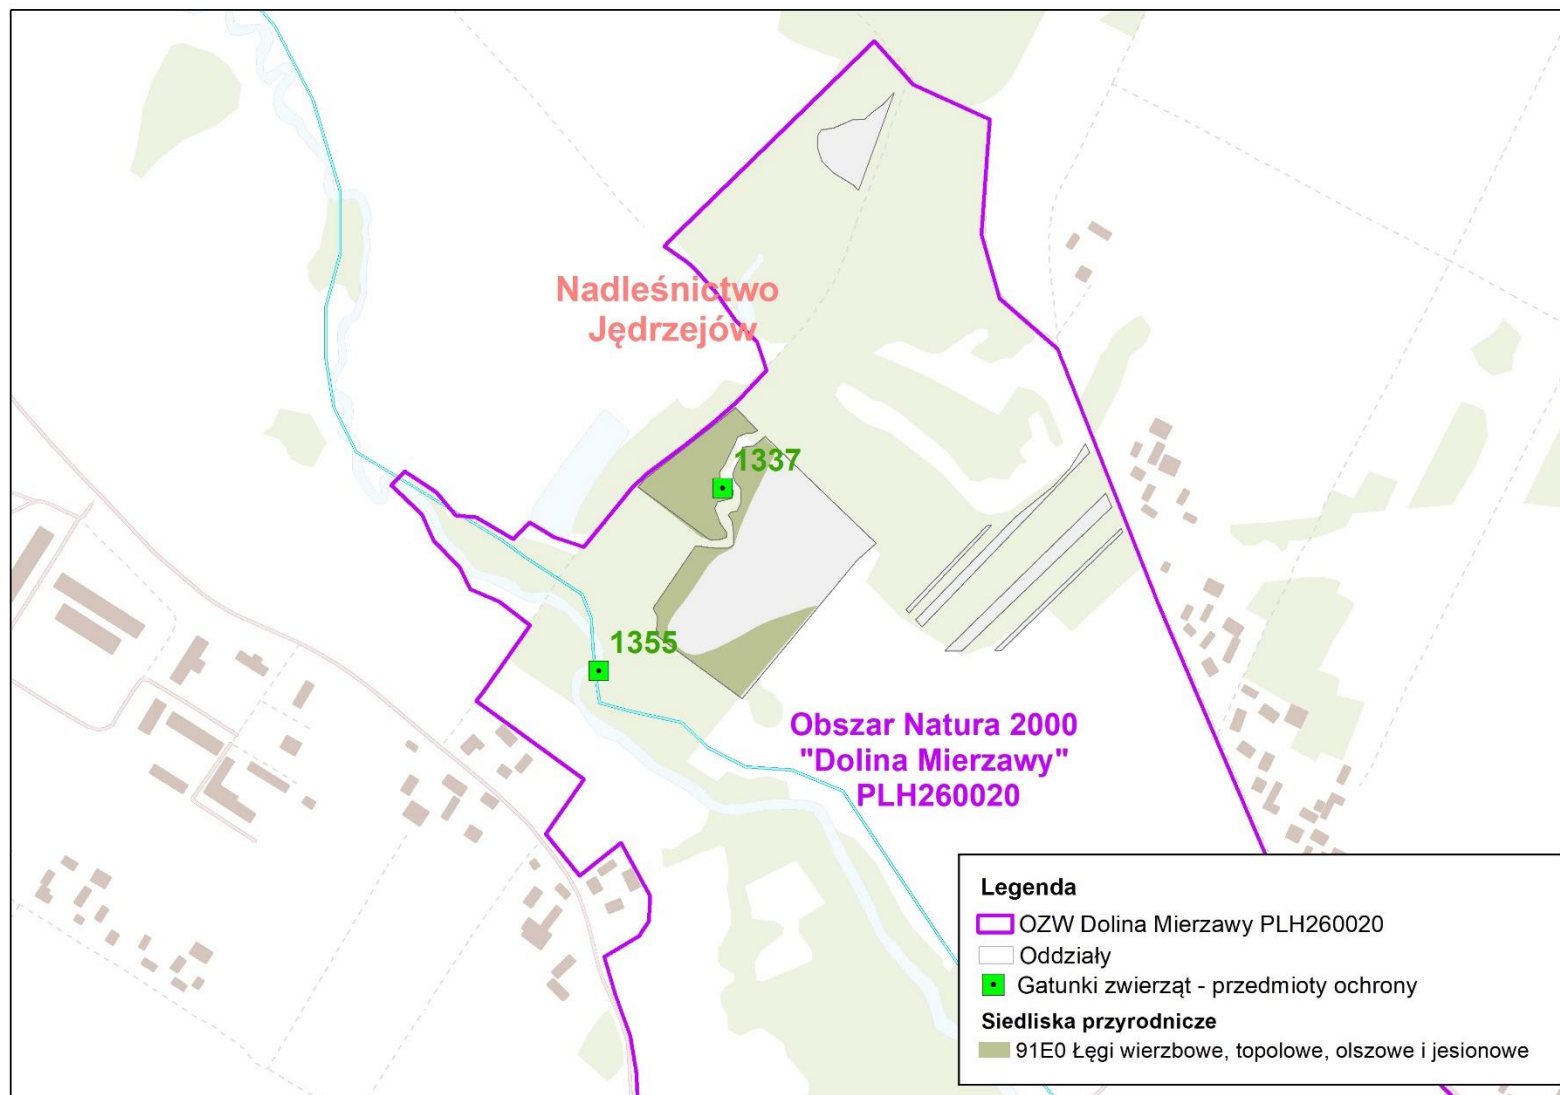 Nadleśnictwo
Jędrzejów
1337
1355
Obszar Natura 2000
"Dolina Mierzawy"
PLH260020
Legenda
OZW Dolina Mierzawy PLH260020
Oddziały
Gatunki zwierząt - przedmioty ochrony
Siedliska przyrodnicze
91E0 Łęgi wierzbowe, topolowe, olszowe i jesionowe